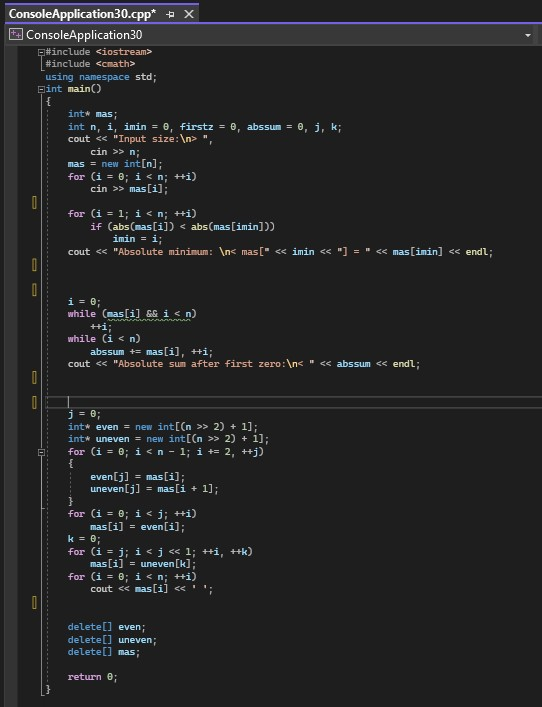 ConsoleApplication30.cpp*
ConsoleApplication30
#include <iostream>
#include <cmath>
using namespace std;
int main()
{
int* mas;
int n, i, imin = 0, firstz = 0, abssum = 0, j, k;
cout << "Input size:\n> ",
cin >> n;
mas = new int[n];
for (i = 0; i < n; ++i)
cin >> mas[i];
for (i = 1; i < n; ++i)
if (abs(mas[i]) < abs(mas[imin]))
imin = i;
cout << "Absolute minimum: \n< mas[" << imin << "] = " << mas[imin] << endl;
i = 0;
while (mas[i] && i < n)
++i;
while (i < n)
abssum += mas[i], ++i;
cout << "Absolute sum after first zero:\n< " << abssum << endl;
j = 0;
int* even = new int[(n >> 2) + 1];
int* uneven = new int[(n >> 2) + 1];
for (i = 0; i < n - 1; i += 2, ++j)
{
even[j] = mas[i];
uneven[j] = mas[i + 1];
}
for (i = 0; i < j; ++i)
mas[i] = even[i];
k = 0;
for (i = j; i < j << 1; ++i, ++k)
mas[i] = uneven[k];
for (i = 0; i < n; ++i)
cout << mas[i] << ' ';
delete[] even;
delete[] uneven;
delete[] mas;
return 0;
}